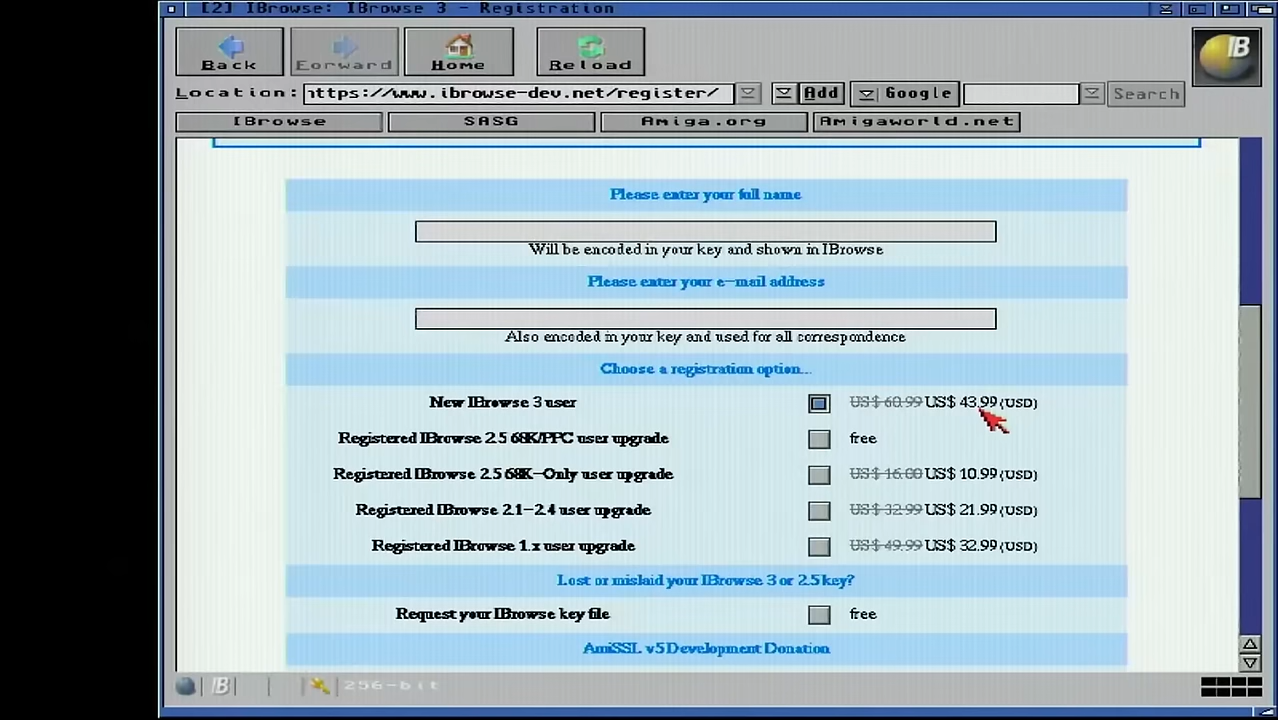 [2] IBrowse: IBrowse 3 - Registration
Back Forward Home Reload
IB
Location: https://www.ibrowse-dev.net/register/ Add Google Search
IBrowse SASG Amiga.org Amigaworld.net
Please enter your full name
Will be encoded in your key and shown in IBrowse
Please enter your e-mail address
Also encoded in your key and used for all correspondence
Choose a registration option...
New IBrowse 3 user US$ 60.99 US$ 43.99 (USD)
Registered IBrowse 2.5 68K/PPC user upgrade free
Registered IBrowse 2.5 68K-Only user upgrade US$ 16.00 US$ 10.99 (USD)
Registered IBrowse 2.1-2.4 user upgrade US$ 32.99 US$ 21.99 (USD)
Registered IBrowse 1.x user upgrade US$ 49.99 US$ 32.99 (USD)
Lost or mislaid your IBrowse 3 or 2.5 key?
Request your IBrowse key file free
AmiSSL v5 Development Donation
IB 256-bit